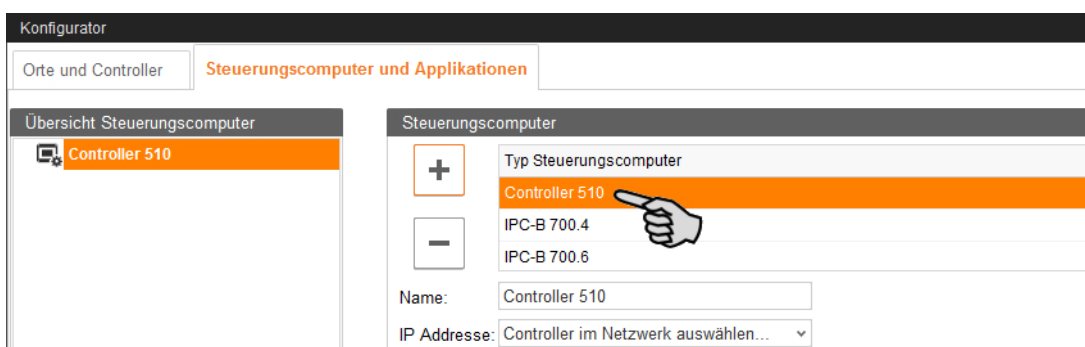 Konfigurator
Orte und Controller Steuerungscomputer und Applikationen
Übersicht Steuerungscomputer
Controller 510
Steuerungscomputer
Typ Steuerungscomputer
Controller 510
IPC-B 700.4
IPC-B 700.6
Name: Controller 510
IP Addresse: Controller im Netzwerk auswählen...